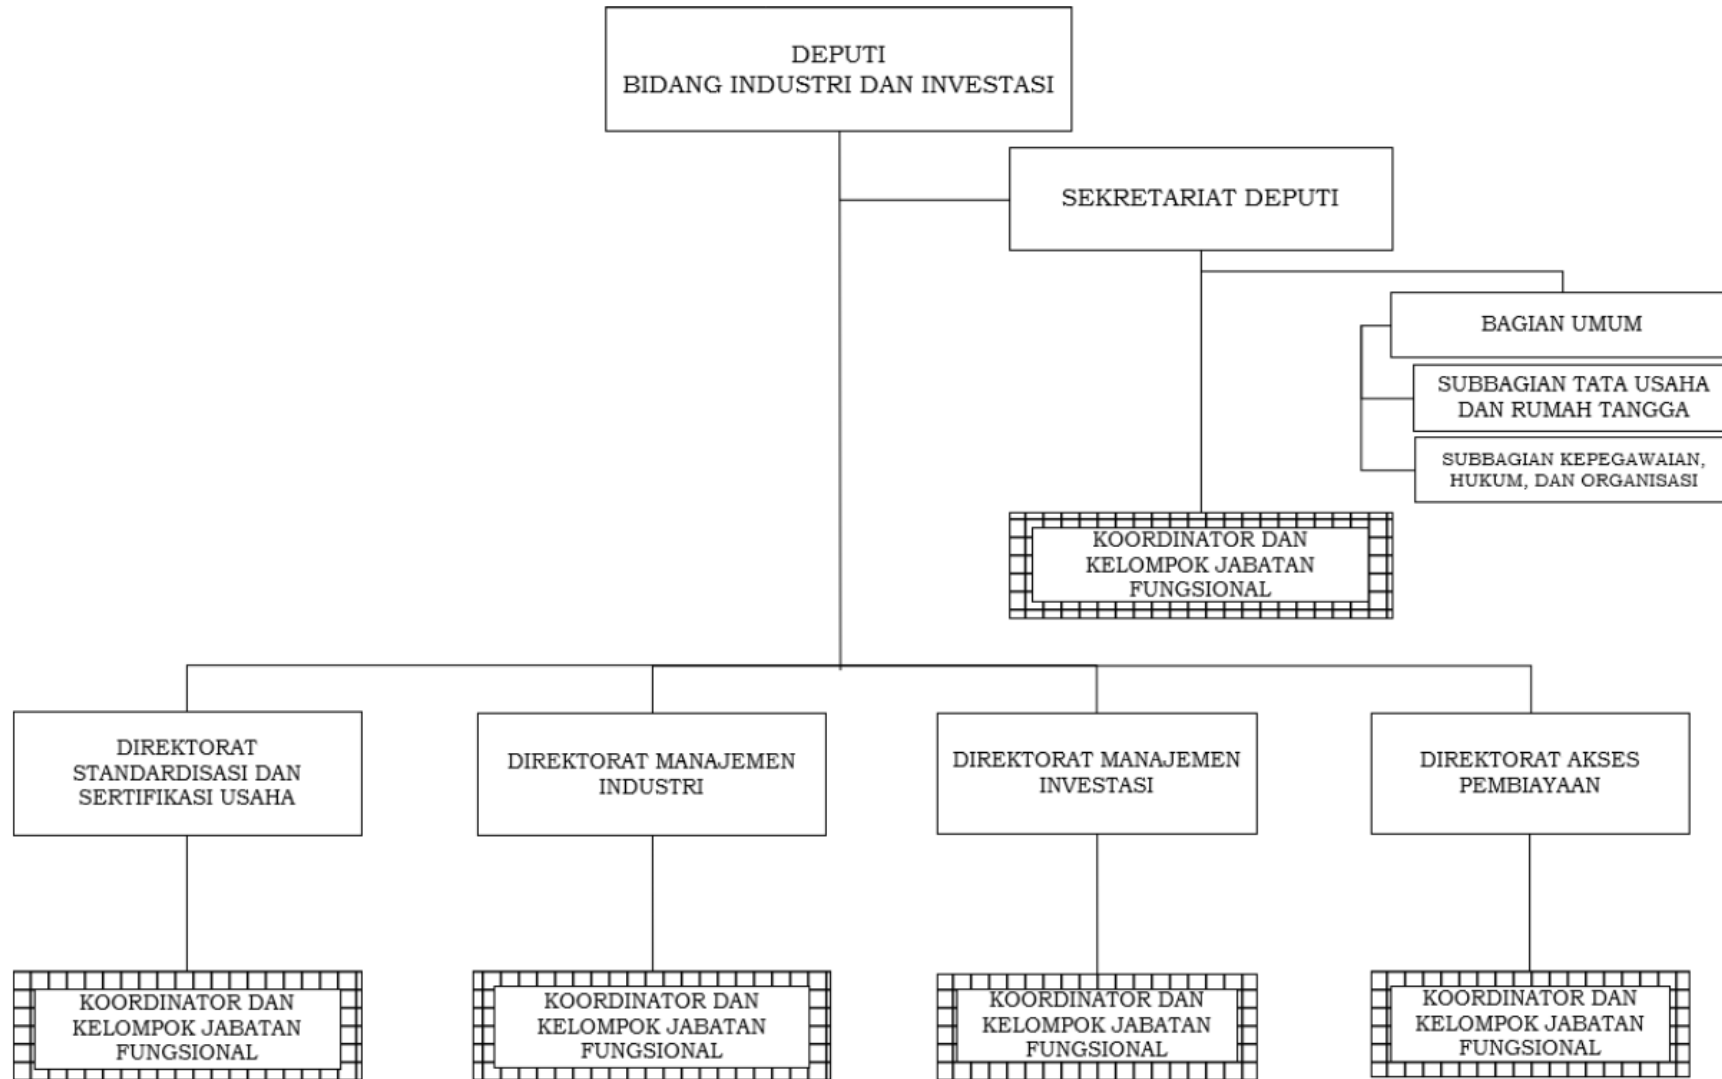 DEPUTI
BIDANG INDUSTRI DAN INVESTASI
SEKRETARIAT DEPUTI
BAGIAN UMUM
SUBBAGIAN TATA USAHA
DAN RUMAH TANGGA
SUBBAGIAN KEPEGAWAIAN,
HUKUM, DAN ORGANISASI
KOORDINATOR DAN
KELOMPOK JABATAN
FUNGSIONAL
DIREKTORAT
STANDARDISASI DAN
SERTIFIKASI USAHA
DIREKTORAT MANAJEMEN
INDUSTRI
DIREKTORAT MANAJEMEN
INVESTASI
DIREKTORAT AKSES
PEMBIAYAAN
KOORDINATOR DAN
KELOMPOK JABATAN
FUNGSIONAL
KOORDINATOR DAN
KELOMPOK JABATAN
FUNGSIONAL
KOORDINATOR DAN
KELOMPOK JABATAN
FUNGSIONAL
KOORDINATOR DAN
KELOMPOK JABATAN
FUNGSIONAL